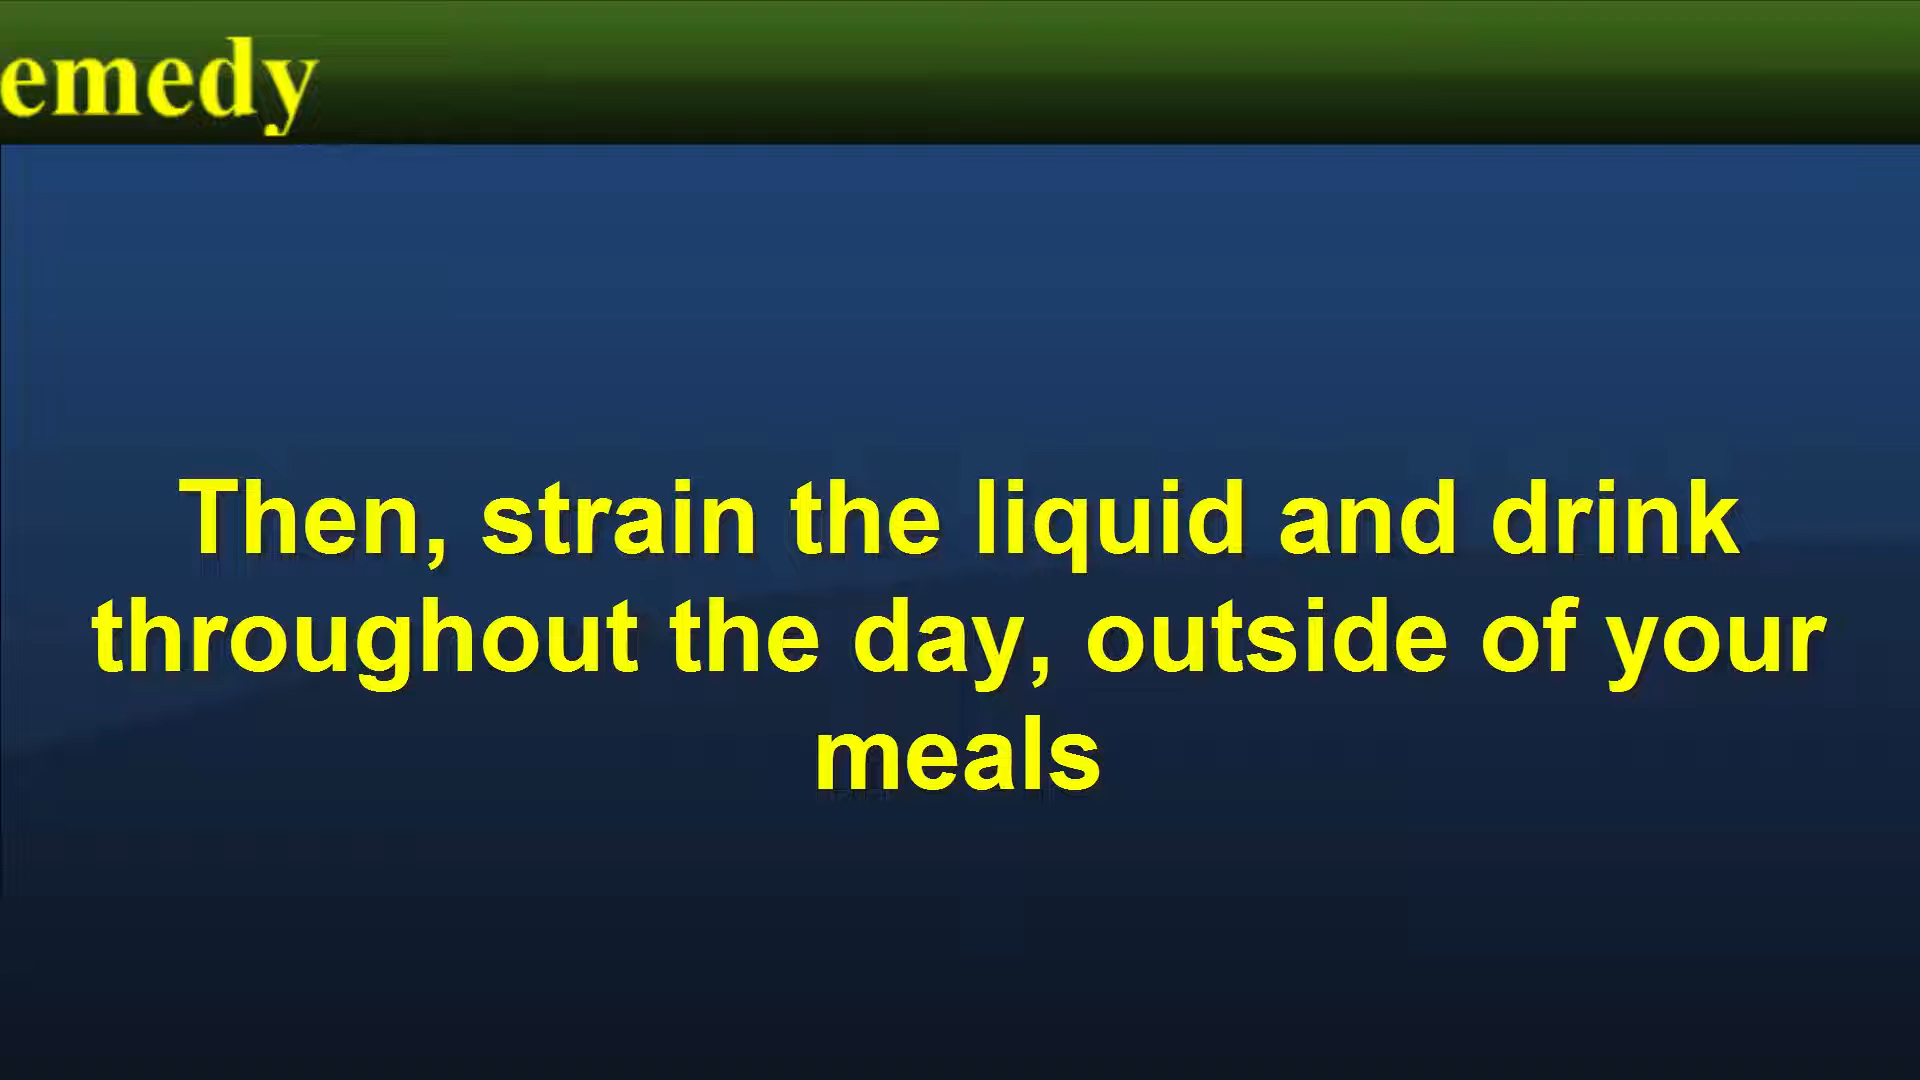 emedy
Then, strain the liquid and drink
throughout the day, outside of your
meals